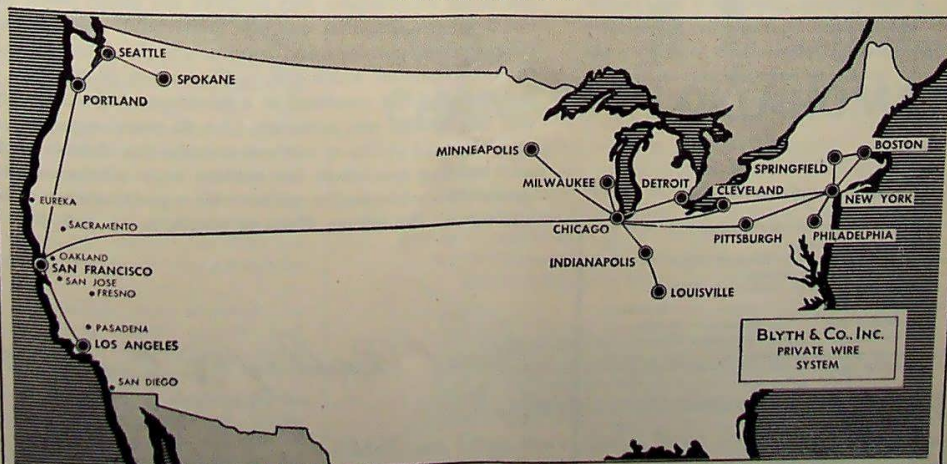 SEATTLE
SPOKANE
PORTLAND
MINNEAPOLIS
BOSTON
SPRINGFIELD
MILWAUKEE
DETROIT
CLEVELAND
NEW YORK
EUREKA
SACRAMENTO
CHICAGO
PITTSBURGH
PHILADELPHIA
OAKLAND
SAN FRANCISCO
INDIANAPOLIS
SAN JOSE
FRESNO
LOUISVILLE
PASADENA
LOS ANGELES
SAN DIEGO
BLYTH & CO., INC.
PRIVATE WIRE
SYSTEM